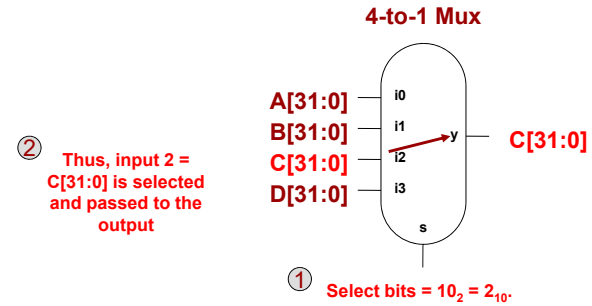 4-to-1 Mux
A[31:0]
i0
B[31:0]
i1
C[31:0]
i2
D[31:0]
i3
y
C[31:0]
s
2
Thus, input 2 =
C[31:0] is selected
and passed to the
output
1
Select bits = 10₂ = 2₁₀.